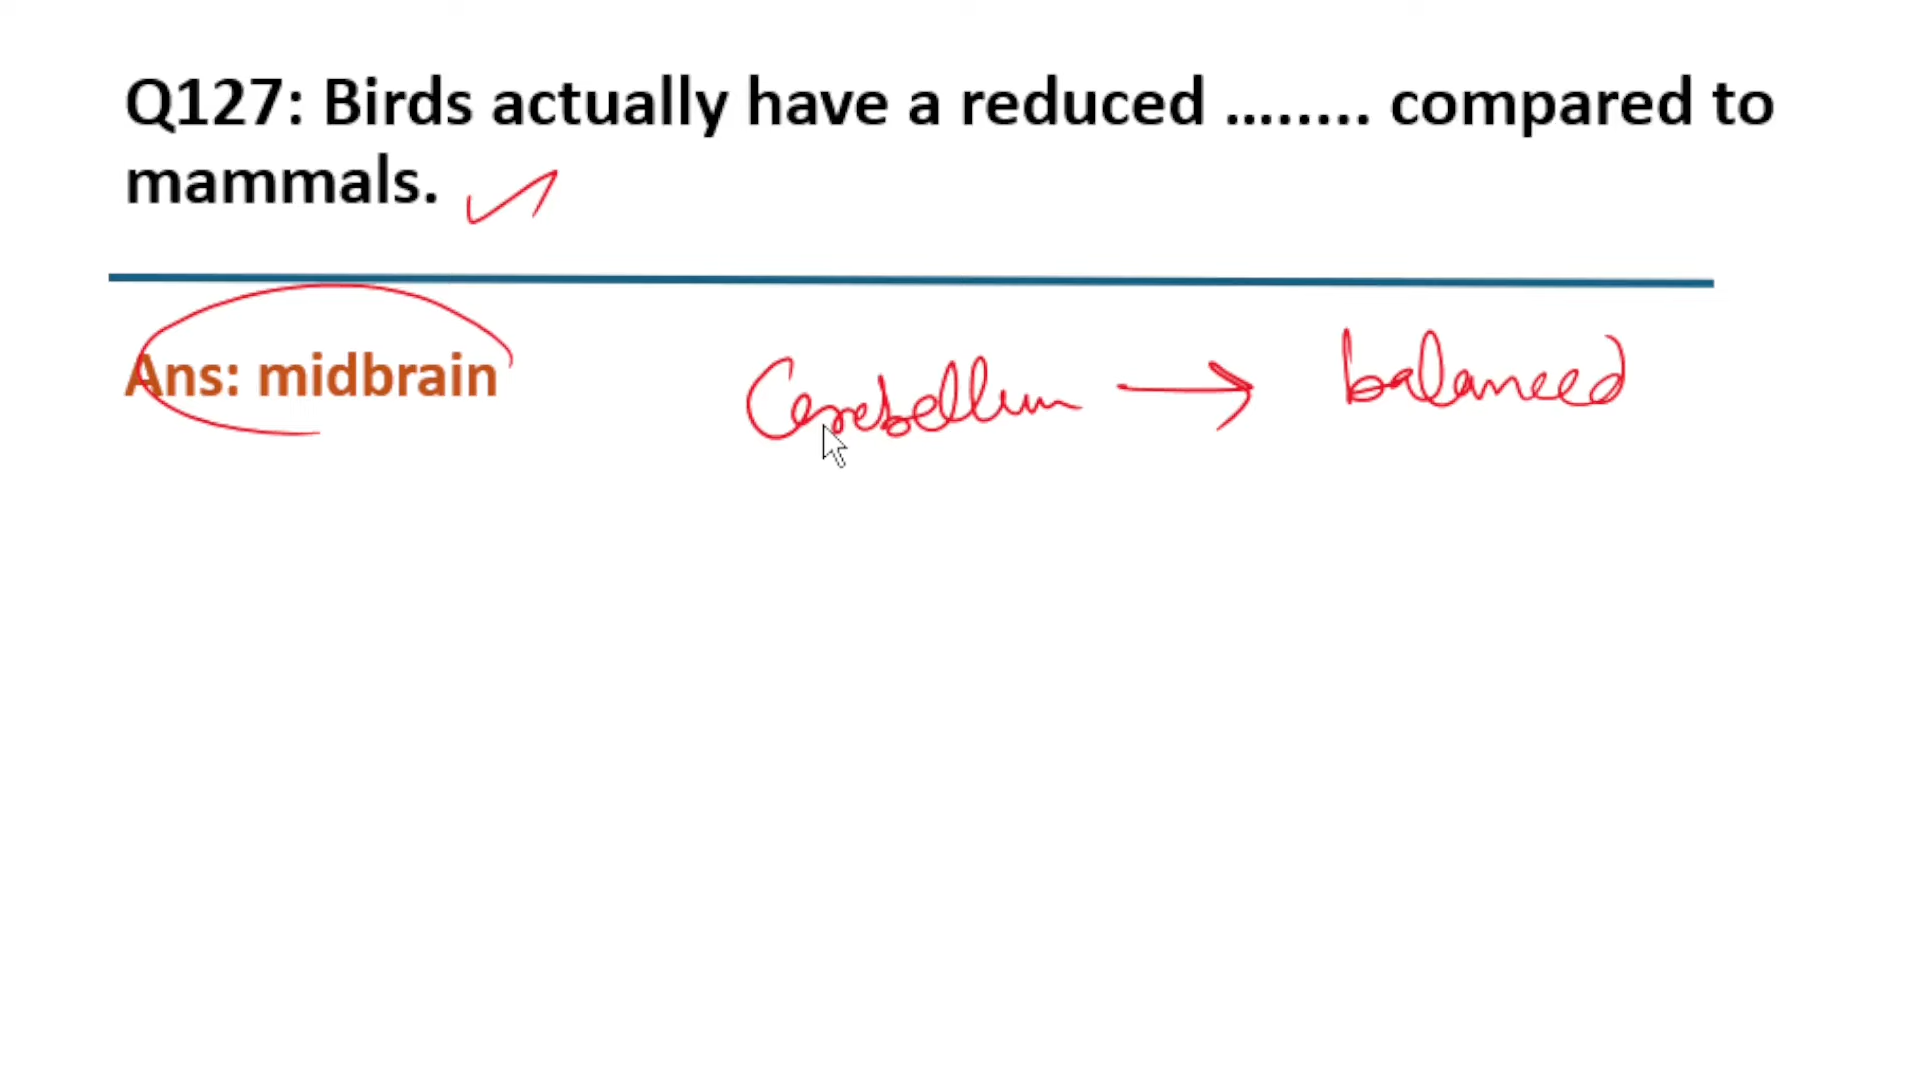 Q127: Birds actually have a reduced ........ compared to
mammals.
Ans: midbrain
Cerebellum → balanced